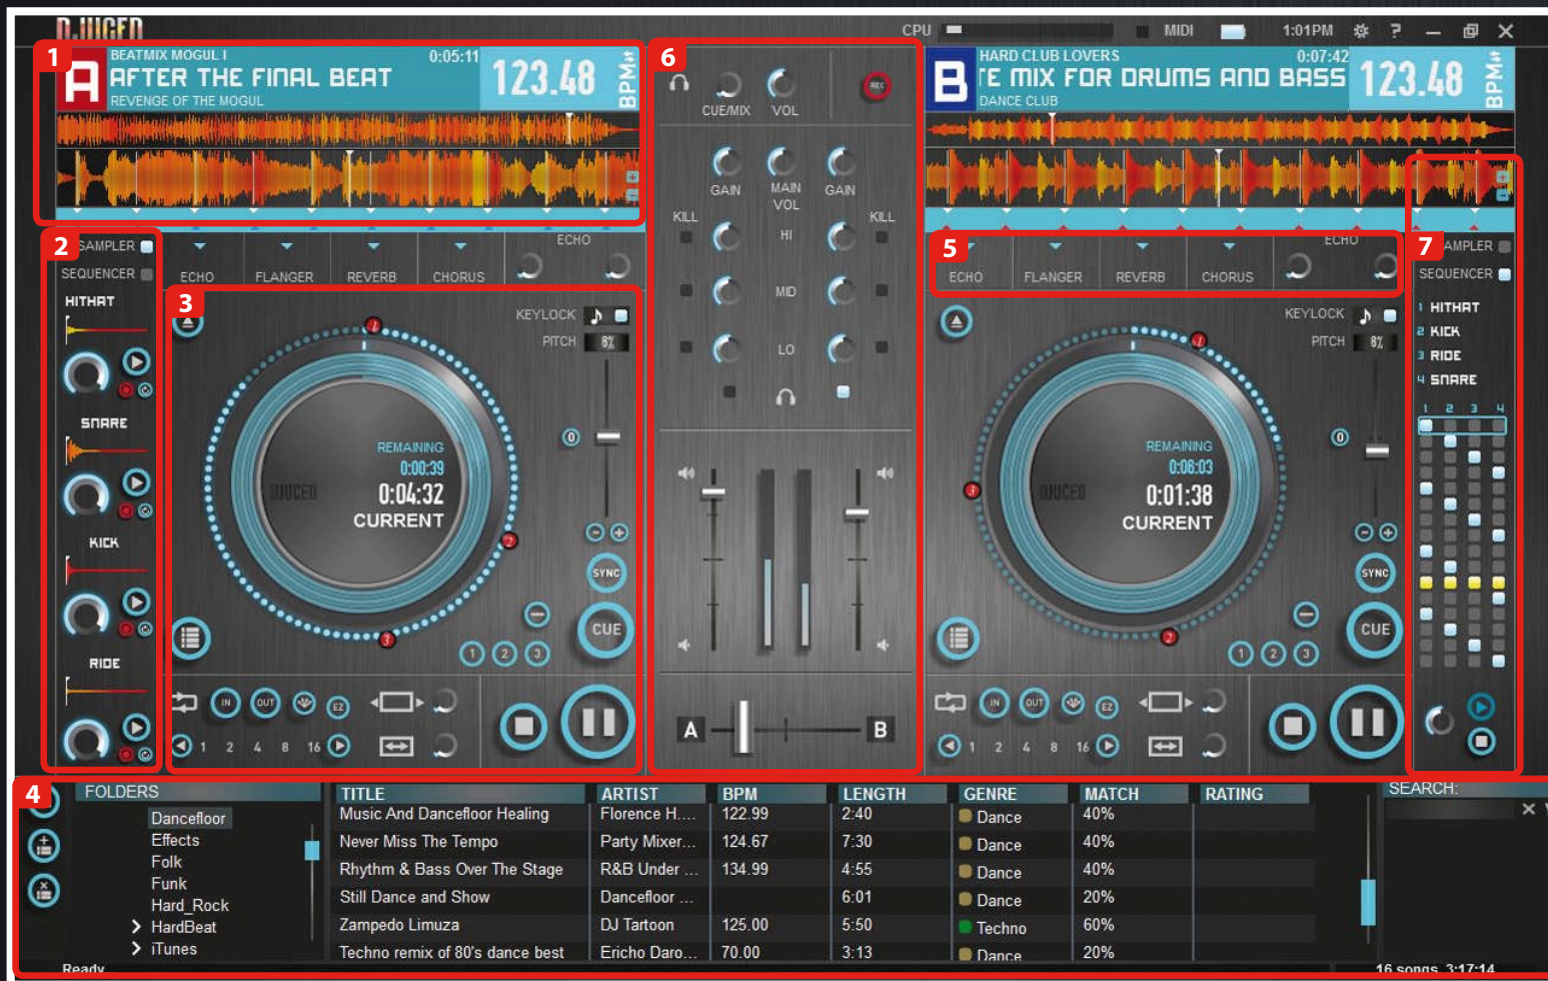 DJUCED
CPU MIDI 1:01PM ?
1
A
BEATMIX MOGUL I 0:05:11
AFTER THE FINAL BEAT
REVENGE OF THE MOGUL
123.48 BPM
6
CUE/MIX VOL REC
GAIN MAIN VOL GAIN
KILL HI KILL
MID
LO
A B
B
HARD CLUB LOVERS 0:07:42
TE MIX FOR DRUMS AND BASS
DANCE CLUB
123.48 BPM
2
SAMPLER
SEQUENCER
HITHAT
SNARE
KICK
RIDE
ECHO FLANGER REVERB CHORUS ECHO
3
KEYLOCK
PITCH 8%
1
2
3
0
REMAINING
0:00:39
DJUCED 0:04:32
CURRENT
SYNC
CUE
1 2 3
IN OUT EZ
1 2 4 8 16
5
ECHO FLANGER REVERB CHORUS ECHO
KEYLOCK
PITCH 8%
1
3
2
0
REMAINING
0:06:03
DJUCED 0:01:38
CURRENT
SYNC
CUE
1 2 3
IN OUT EZ
1 2 4 8 16
7
AMPLER
SEQUENCER
1 HITHAT
2 KICK
3 RIDE
4 SNARE
1 2 3 4
4
FOLDERS
Dancefloor
Effects
Folk
Funk
Hard_Rock
HardBeat
iTunes
TITLE ARTIST BPM LENGTH GENRE MATCH RATING
Music And Dancefloor Healing Florence H.... 122.99 2:40 Dance 40%
Never Miss The Tempo Party Mixer... 124.67 7:30 Dance 40%
Rhythm & Bass Over The Stage R&B Under ... 134.99 4:55 Dance 40%
Still Dance and Show Dancefloor ... 6:01 Dance 20%
Zampedo Limuza DJ Tartoon 125.00 5:50 Techno 60%
Techno remix of 80's dance best Ericho Daro... 70.00 3:13 Dance 20%
SEARCH:
Ready
16 songs 3:17:14